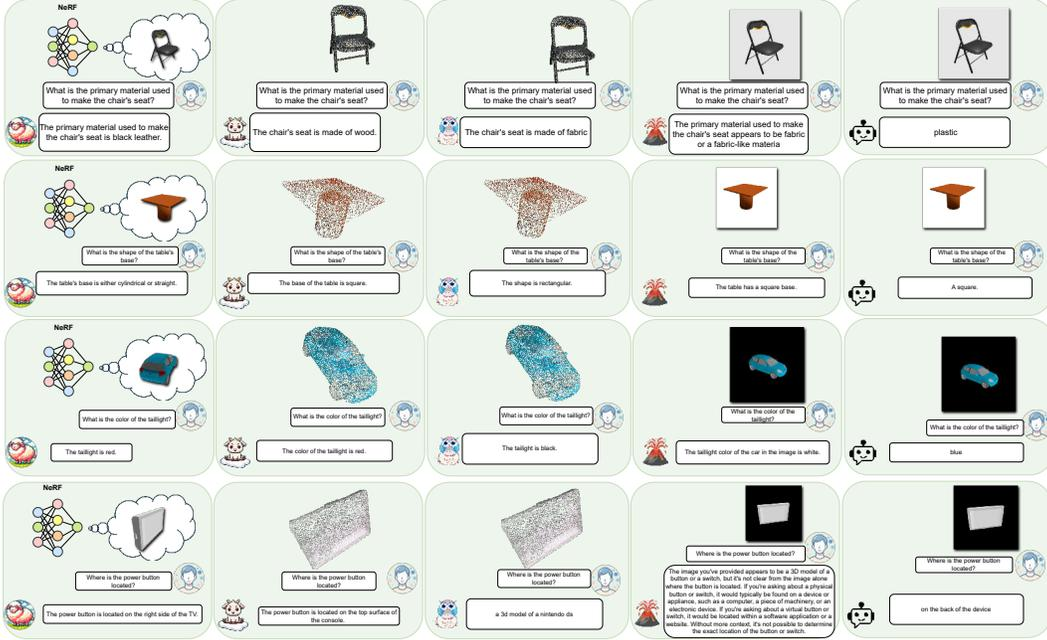 NeRF
What is the primary material used
to make the chair's seat?
The primary material used to make
the chair's seat is black leather.
What is the primary material used
to make the chair's seat?
The chair's seat is made of wood.
What is the primary material used
to make the chair's seat?
The chair's seat is made of fabric
What is the primary material used
to make the chair's seat?
The primary material used to make
the chair's seat appears to be fabric
or a fabric-like materia
What is the primary material used
to make the chair's seat?
plastic
NeRF
What is the shape of the table's
base?
The table's base is either cylindrical or straight.
What is the shape of the table's
base?
The base of the table is square.
What is the shape of the
table's base?
The shape is rectangular.
What is the shape of the
table's base?
The table has a square base.
What is the shape of the
table's base?
A square.
NeRF
What is the color of the taillight?
The taillight is red.
What is the color of the taillight?
The color of the taillight is red.
What is the color of the taillight?
The tailight is black.
What is the color of the
taillight?
The taillight color of the car in the image is white.
What is the color of the taillight?
blue
NeRF
Where is the power button
located?
The power button is located on the right side of the TV.
Where is the power button
located?
The power button is located on the top surface of
the console.
Where is the power button
located?
a 3d model of a nintendo ds
Where is the power button located?
The image you've provided appears to be a 3D model of a
button or a switch, but it's not clear from the image alone
where the button is located. If you're asking about a physical
button or switch, it would typically be found on a device or
appliance, such as a computer, a piece of machinery, or an
electronic device. If you're asking about a virtual button or
switch, it would be located within a software application or a
website. Without more context, it's not possible to determine
the exact location of the button or switch.
Where is the power button
located?
on the back of the device